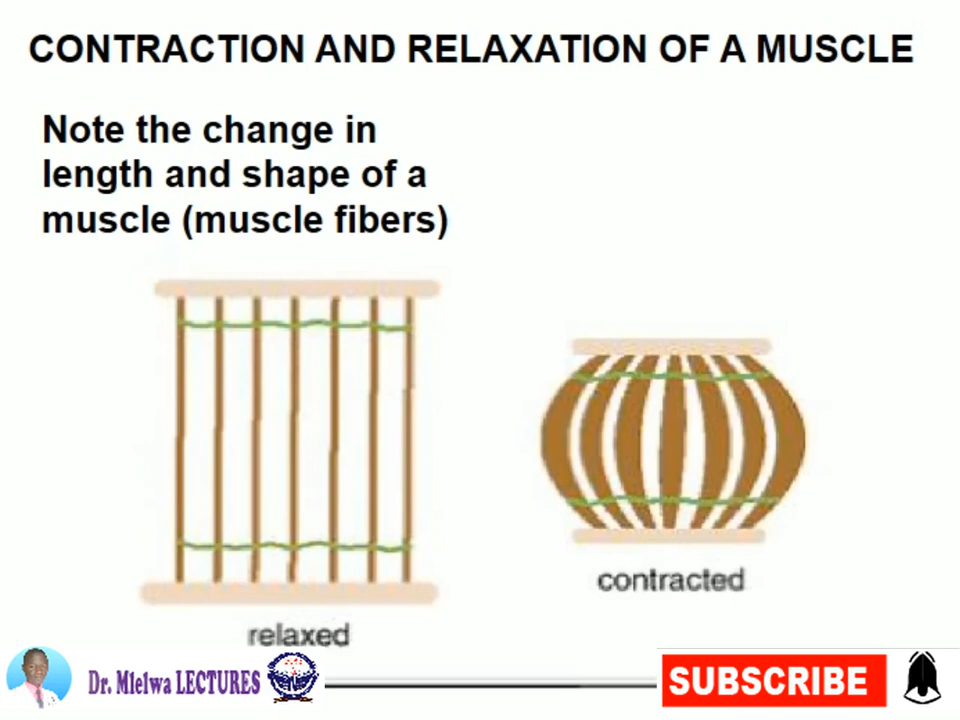 CONTRACTION AND RELAXATION OF A MUSCLE
Note the change in
length and shape of a
muscle (muscle fibers)
contracted
relaxed
Dr. Mlelwa LECTURES
SUBSCRIBE